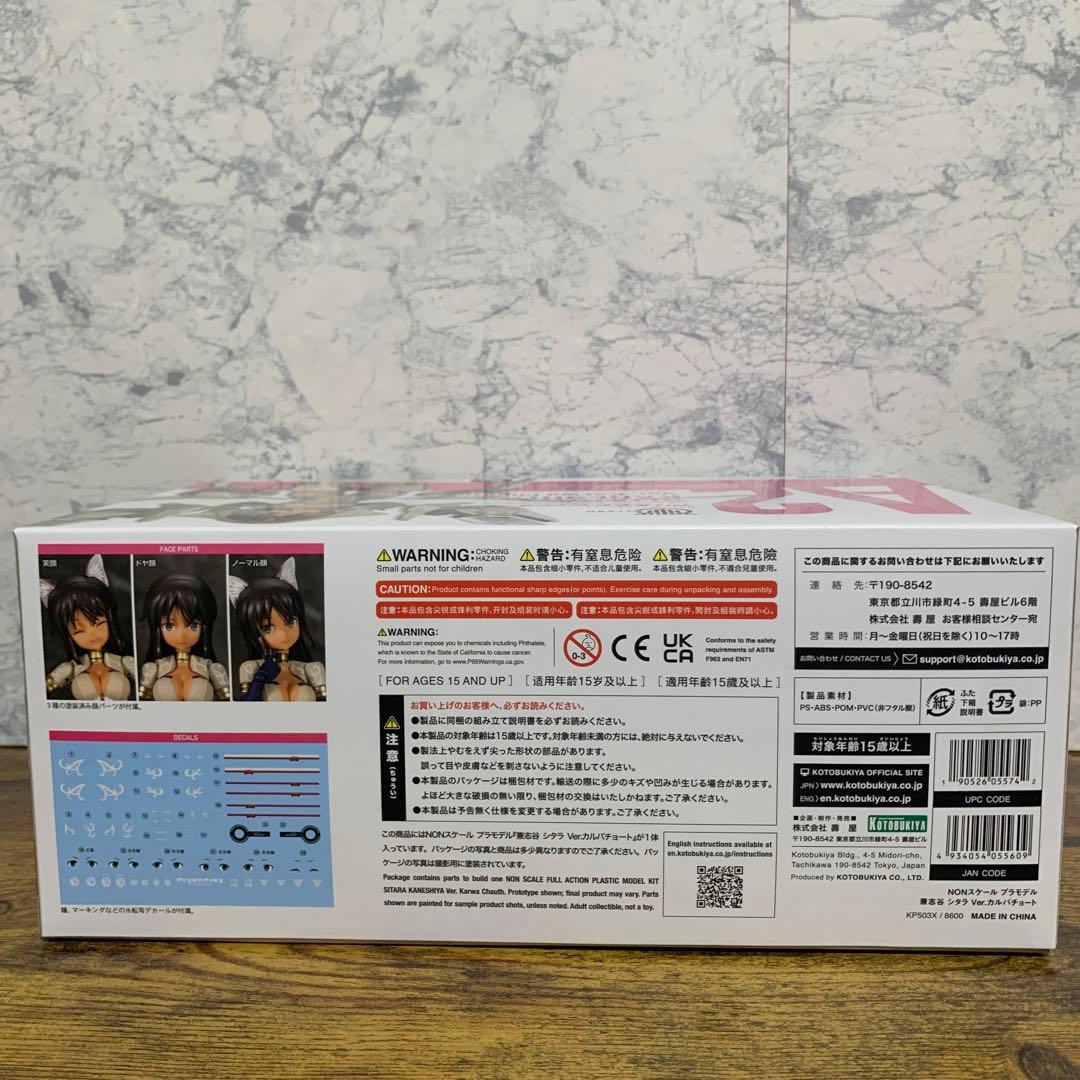 FACE PARTS
笑顔
ドヤ顔
ノーマル顔
3種の塗装済み顔パーツが付属。
DECALS
瞳、マーキングなどの水転写デカールが付属。
WARNING: CHOKING HAZARD
Small parts not for children
警告:有窒息危险
本品包含细小零件,不适合儿童使用。
警告:有窒息危險
本品包含細小零件,不適合兒童使用。
CAUTION: Product contains functional sharp edges(or points). Exercise care during unpacking and assembly.
注意:本品包含尖锐或锋利零件,开封及组装时请小心。
注意:本品包含尖銳或鋒利零件,開封及組裝時請小心。
WARNING:
This product can expose you to chemicals including Phthalate,
which is known to the State of California to cause cancer.
For more information, go to www.P65Warnings.ca.gov.
0-3
CE
UK
CA
Conforms to the safety
requirements of ASTM
F963 and EN71
[ FOR AGES 15 AND UP ] [ 适用年龄15岁及以上 ] [ 適用年齡15歲及以上 ]
注意(ちゅうい)
お買い上げのお客様へ、必ずお読みください。
●製品に同梱の組み立て説明書を必ずお読みください。
●本製品の対象年齢は15歳以上です。対象年齢未満の方には、絶対に与えないでください。
●製法上やむをえず尖った形状の部品があります。
誤って目や皮膚などを刺さないように注意してください。
●本製品のパッケージは梱包材です。輸送の際に多少のキズや凹みが生じる場合があります。
よほど大きな破損の無い限り、梱包材の交換はいたしかねます。ご了承ください。
●本製品は予告無く仕様を変更する場合があります。ご了承ください。
この商品にはNONスケール プラモデル『兼志谷 シタラ Ver.カルバチョート』が1体
入っています。パッケージの写真と商品は多少異なりますのでご了承ください。パッ
ケージの写真は撮影用に塗装されています。
Package contains parts to build one NON SCALE FULL ACTION PLASTIC MODEL KIT
SITARA KANESHIYA Ver. Karwa Chauth. Prototype shown; final product may vary. Parts
shown are painted for sample product shots, unless noted. Adult collectible, not a toy.
English instructions available at
en.kotobukiya.co.jp/instructions
この商品に関するお問い合わせは下記にお願いいたします
連絡先:〒190-8542
東京都立川市緑町4-5 壽屋ビル6階
株式会社 壽屋 お客様相談センター宛
営業時間:月~金曜日(祝日を除く)10~17時
お問い合わせ / CONTACT US
support@kotobukiya.co.jp
【製品素材】
PS・ABS・POM・PVC(非フタル酸)
紙
ふた
下箱
説明書
プラ
袋:PP
対象年齢15歳以上
たいしょうねんれい さいいじょう
KOTOBUKIYA OFFICIAL SITE
JPN www.kotobukiya.co.jp
ENG en.kotobukiya.co.jp
1 90526 05574 2
UPC CODE
■企画・制作・発売■
株式会社 壽屋
KOTOBUKIYA
〒190-8542 東京都立川市緑町4-5 壽屋ビル
Kotobukiya Bldg., 4-5 Midori-cho,
Tachikawa 190-8542 Tokyo, Japan
Produced by KOTOBUKIYA CO., LTD.
4 934054 055609
JAN CODE
NONスケール プラモデル
兼志谷 シタラ Ver.カルバチョート
KP503X / 8600 MADE IN CHINA